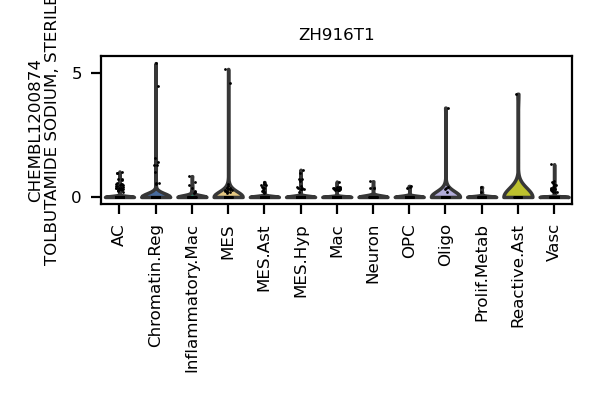 ZH916T1
CHEMBL1200874
TOLBUTAMIDE SODIUM, STERILE
5
0
AC
Chromatin.Reg
Inflammatory.Mac
MES
MES.Ast
MES.Hyp
Mac
Neuron
OPC
Oligo
Prolif.Metab
Reactive.Ast
Vasc